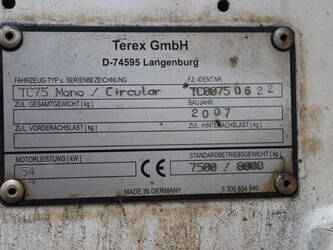 Terex GmbH
D-74595 Langenburg
FAHRZEUG-TYP u. SERIENBEZEICHNUNG FZ-IDENT.NR.
TC75 Mono / Circular TC0075 0622
ZUL. GESAMTGEWICHT [kg] BAUJAHR
2007
ZUL. VORDERACHSLAST [kg] ZUL. HINTERACHSLAST [kg]
MOTORLEISTUNG [kW] STANDARDBETRIEBSGEWICHT [kg]
54 CE 7500 / 8000
MADE IN GERMANY 5 300 654 940